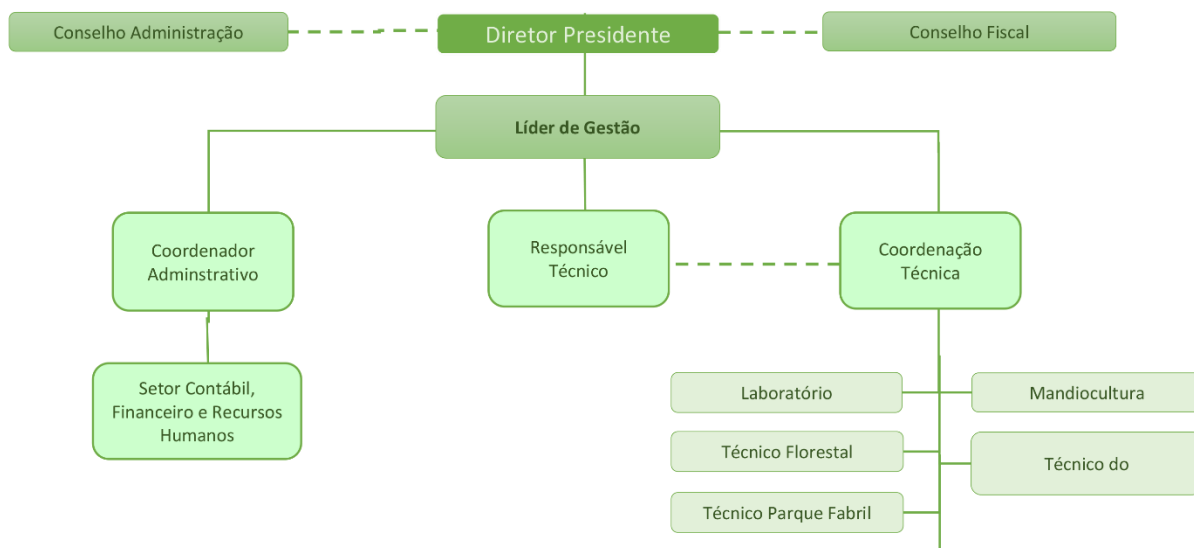 Conselho Administração
Diretor Presidente
Conselho Fiscal
Líder de Gestão
Coordenador
Adminstrativo
Responsável
Técnico
Coordenação
Técnica
Setor Contábil,
Financeiro e Recursos
Humanos
Laboratório
Mandiocultura
Técnico Florestal
Técnico do
Técnico Parque Fabril